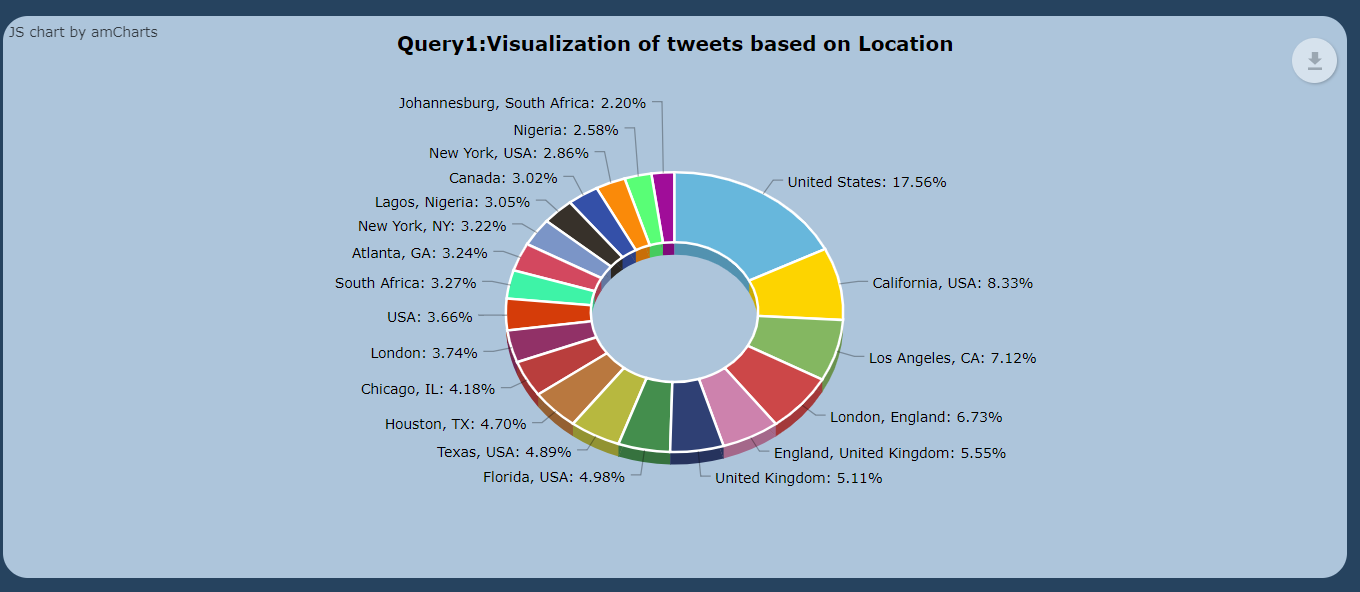 JS chart by amCharts
Query1:Visualization of tweets based on Location
Johannesburg, South Africa: 2.20%
Nigeria: 2.58%
New York, USA: 2.86%
Canada: 3.02%
United States: 17.56%
Lagos, Nigeria: 3.05%
New York, NY: 3.22%
Atlanta, GA: 3.24%
South Africa: 3.27%
California, USA: 8.33%
USA: 3.66%
London: 3.74%
Los Angeles, CA: 7.12%
Chicago, IL: 4.18%
London, England: 6.73%
Houston, TX: 4.70%
Texas, USA: 4.89%
England, United Kingdom: 5.55%
Florida, USA: 4.98%
United Kingdom: 5.11%